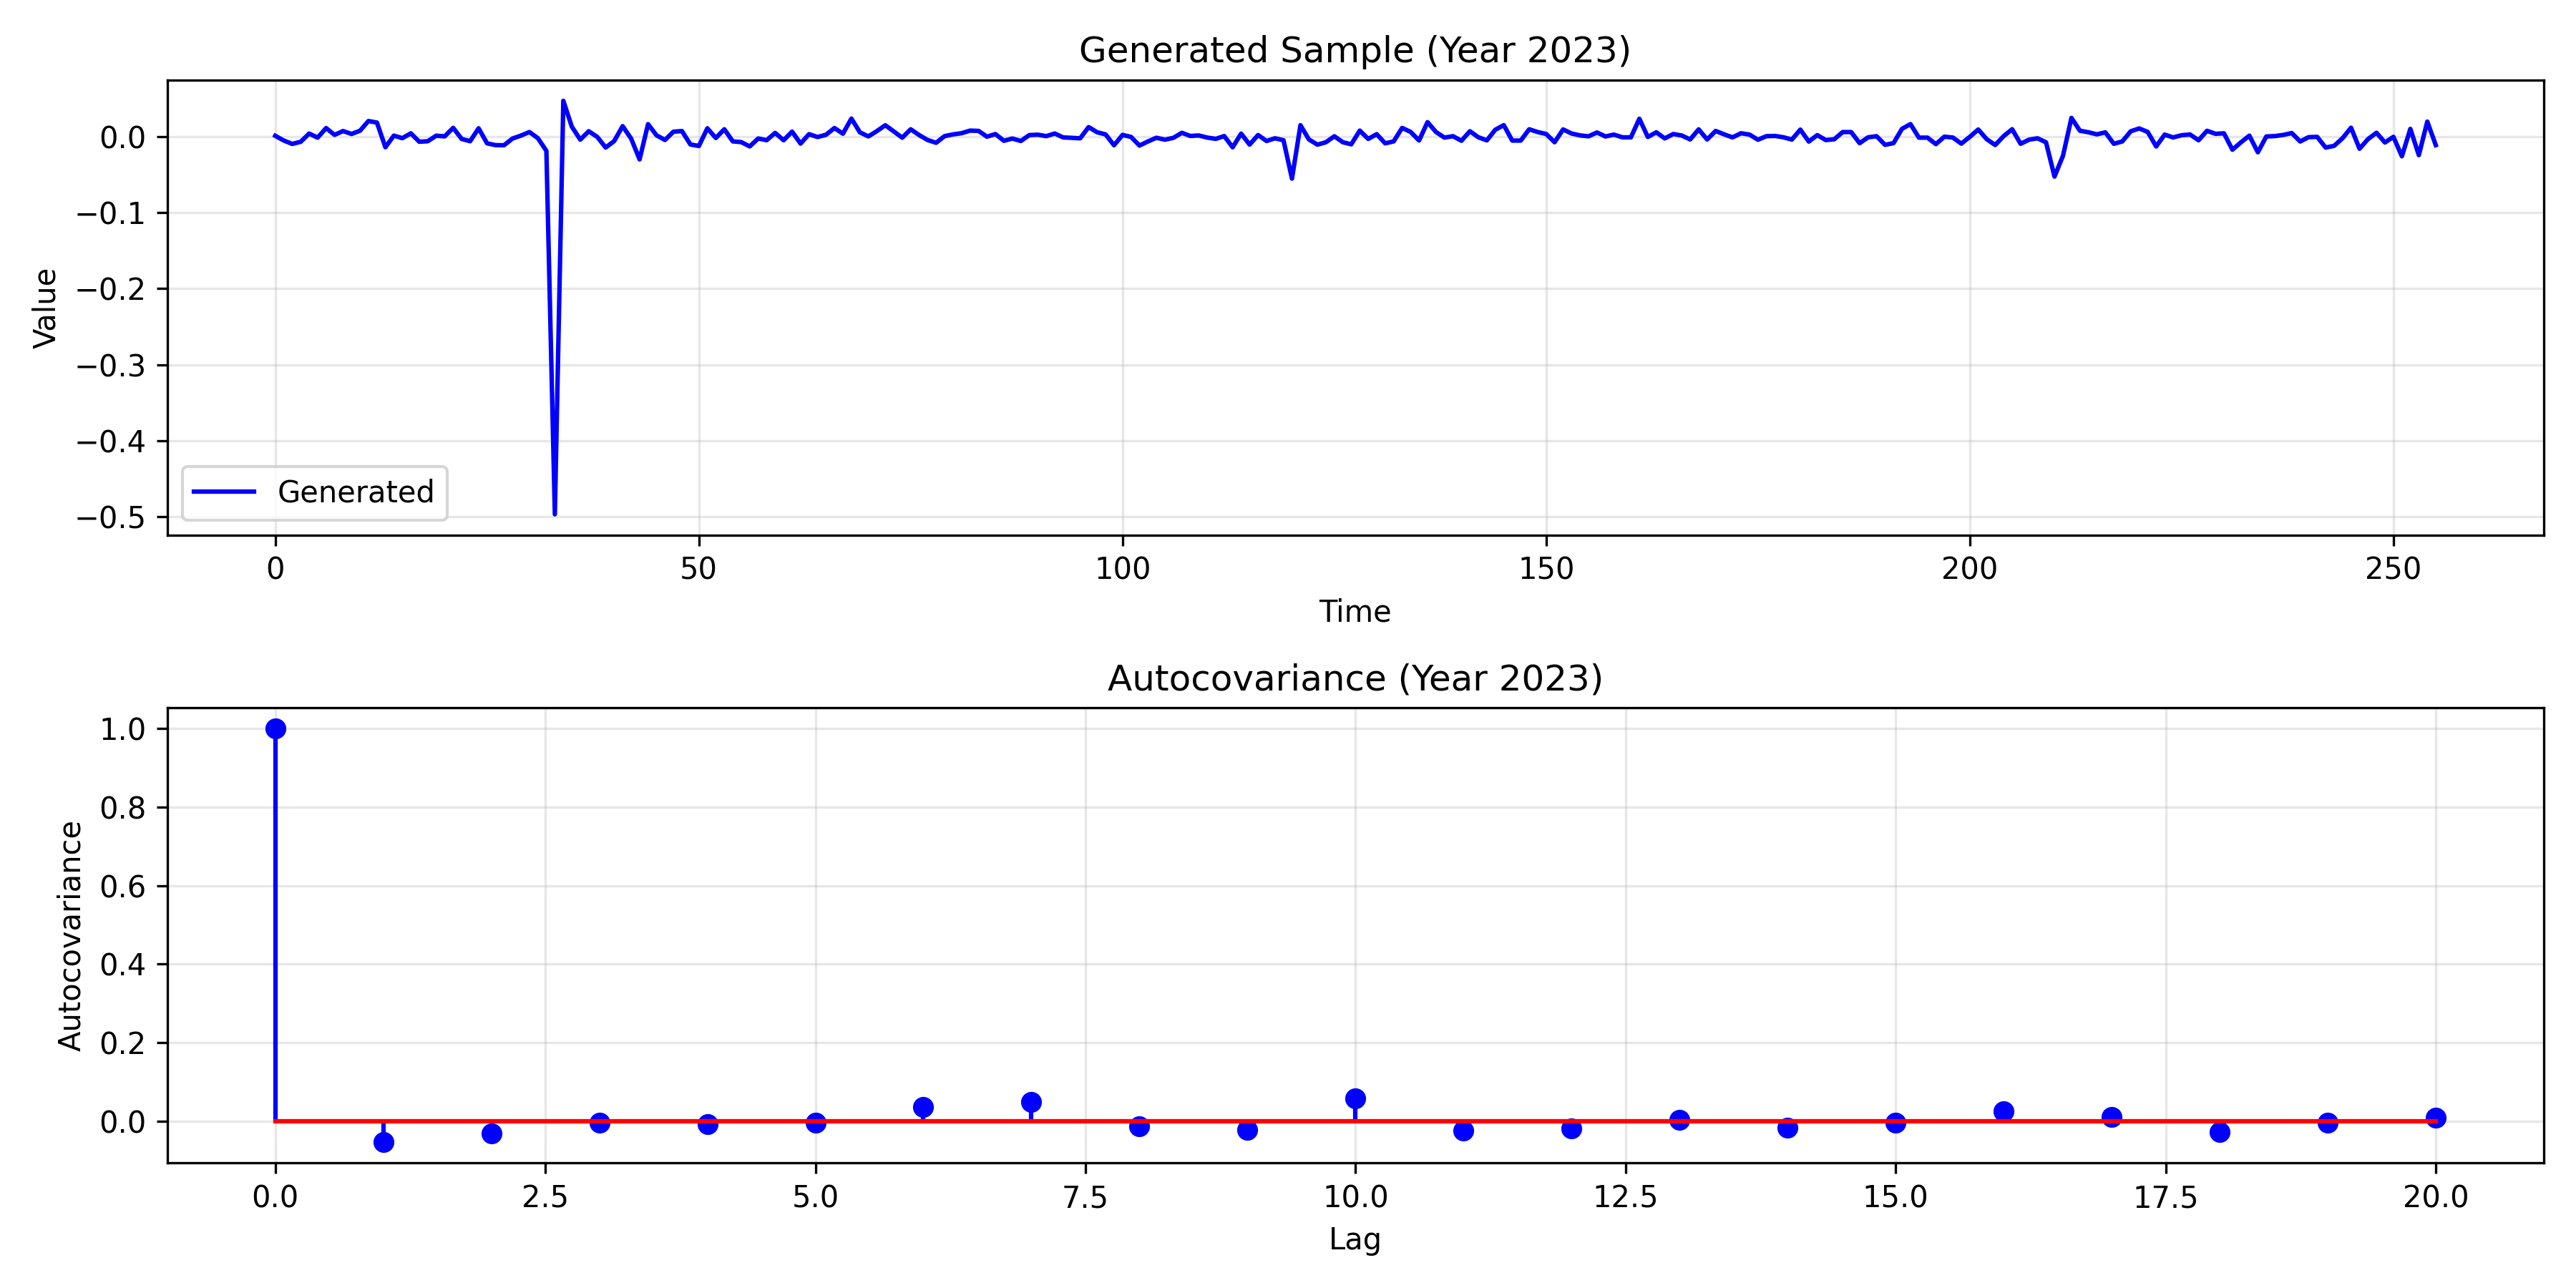 Generated Sample (Year 2023)
0.0
−0.1
−0.2
−0.3
−0.4
−0.5
Value
Generated
0 50 100 150 200 250
Time
Autocovariance (Year 2023)
1.0
0.8
0.6
0.4
0.2
0.0
Autocovariance
0.0 2.5 5.0 7.5 10.0 12.5 15.0 17.5 20.0
Lag